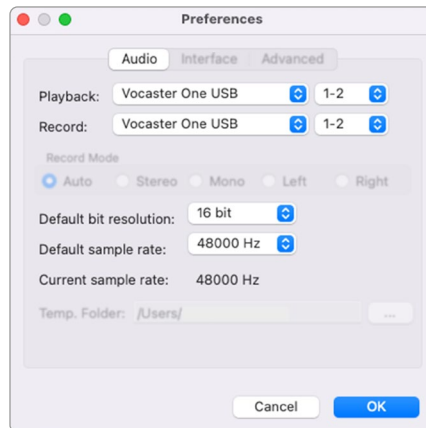 Preferences
Audio Interface Advanced
Playback: Vocaster One USB 1-2
Record: Vocaster One USB 1-2
Record Mode
Auto Stereo Mono Left Right
Default bit resolution: 16 bit
Default sample rate: 48000 Hz
Current sample rate: 48000 Hz
Temp. Folder: /Users/ ...
Cancel OK